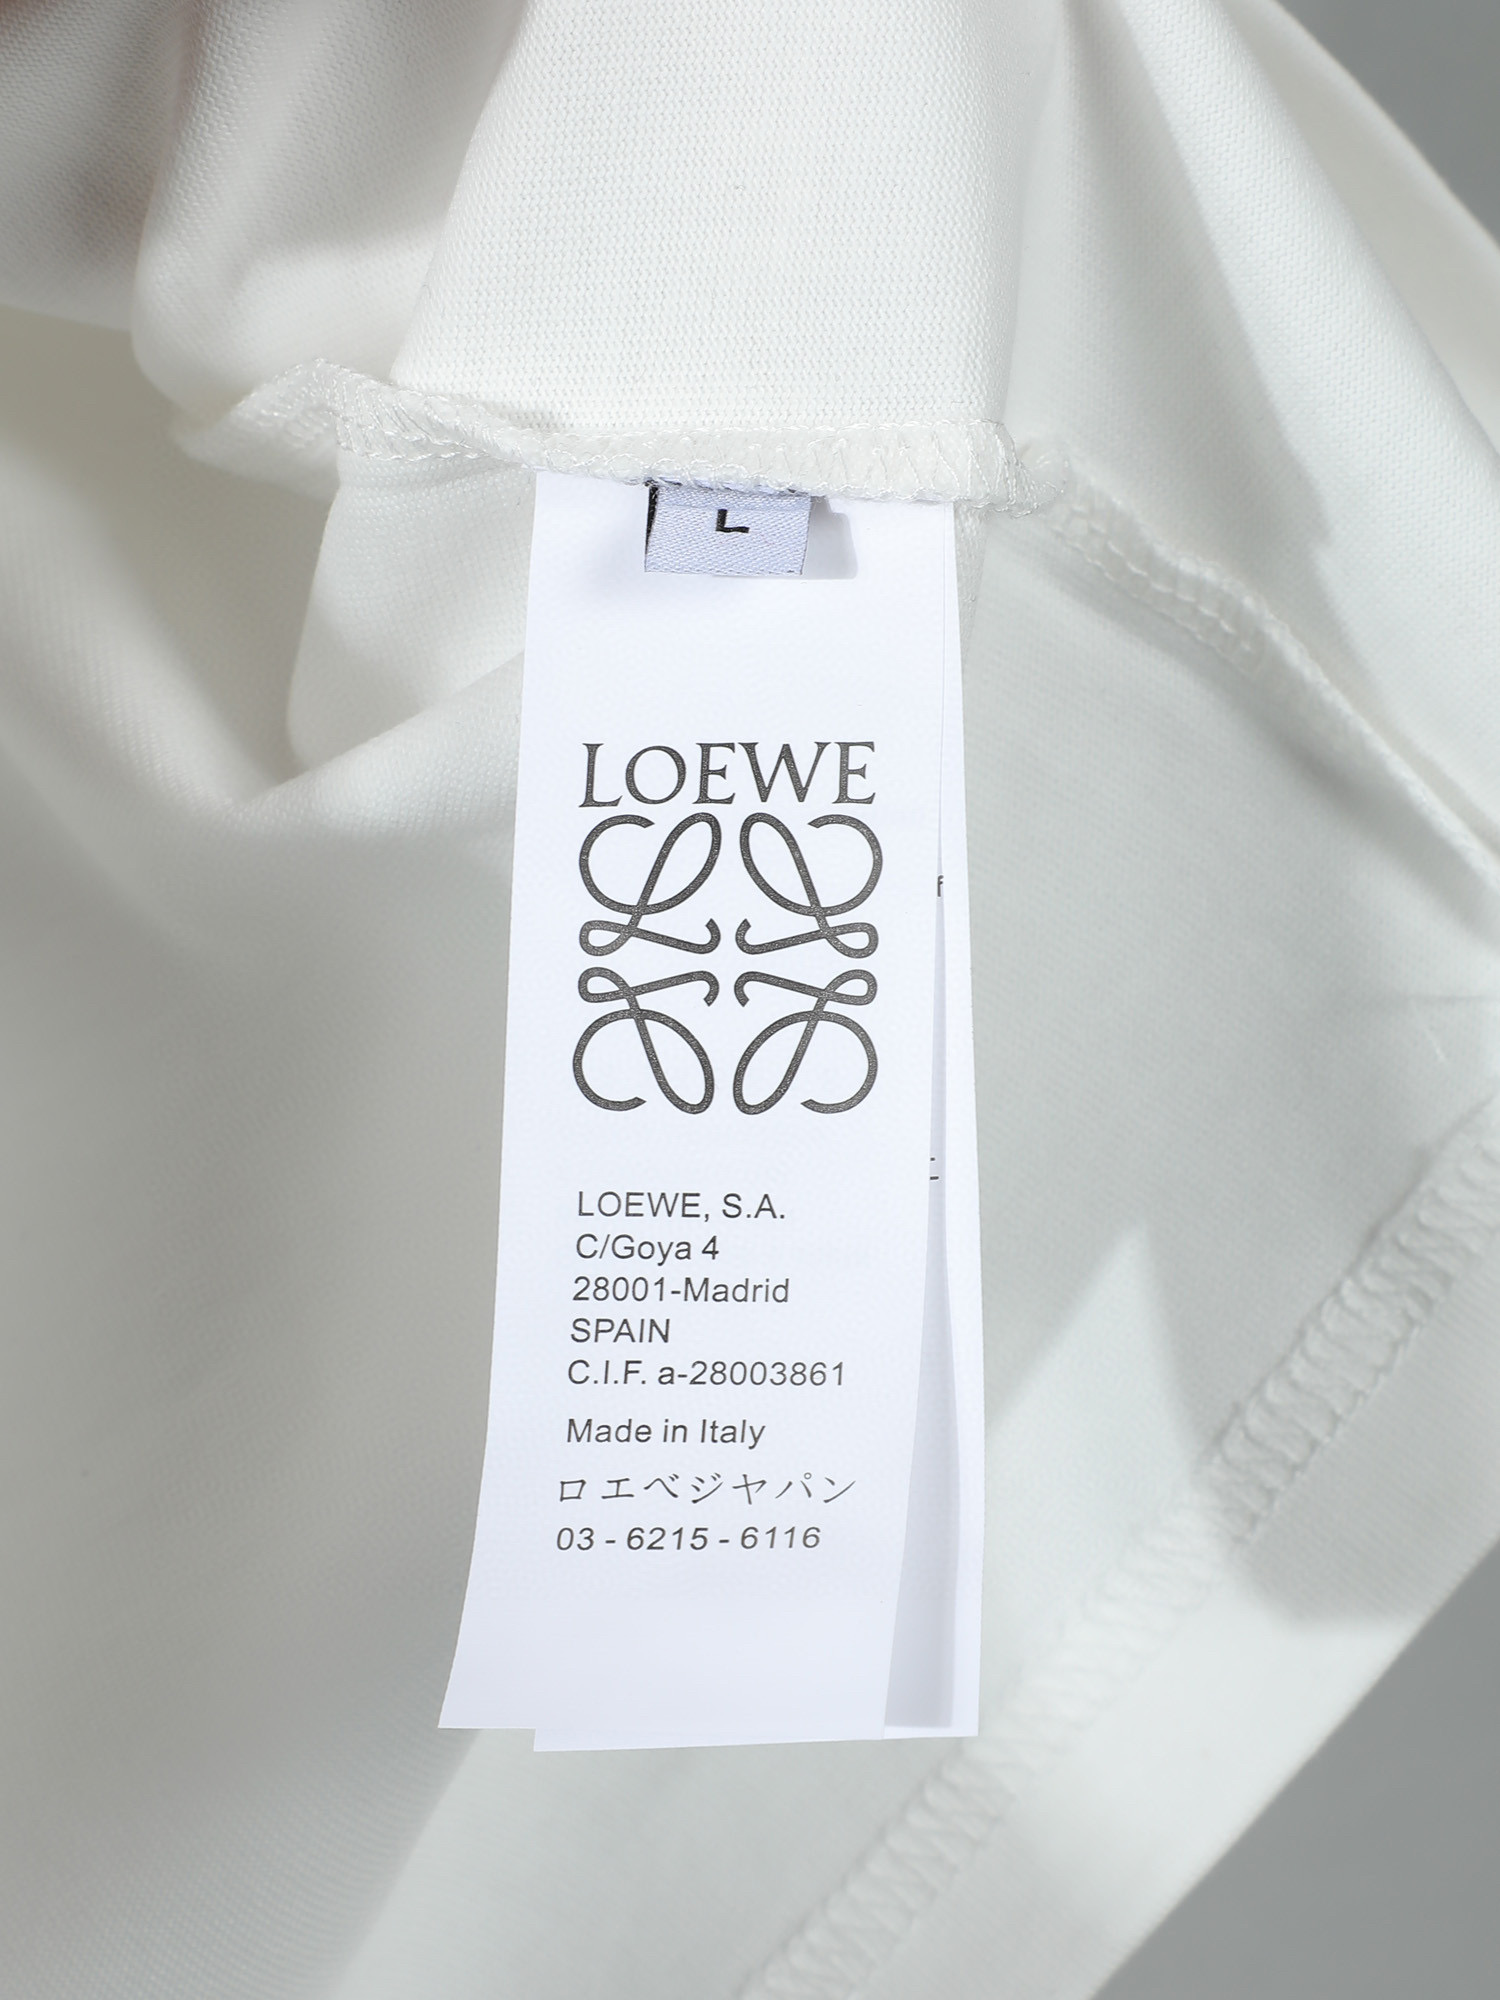 L
LOEWE
LOEWE, S.A.
C/Goya 4
28001-Madrid
SPAIN
C.I.F. a-28003861
Made in Italy
ロエベジヤパン
03 - 6215 - 6116